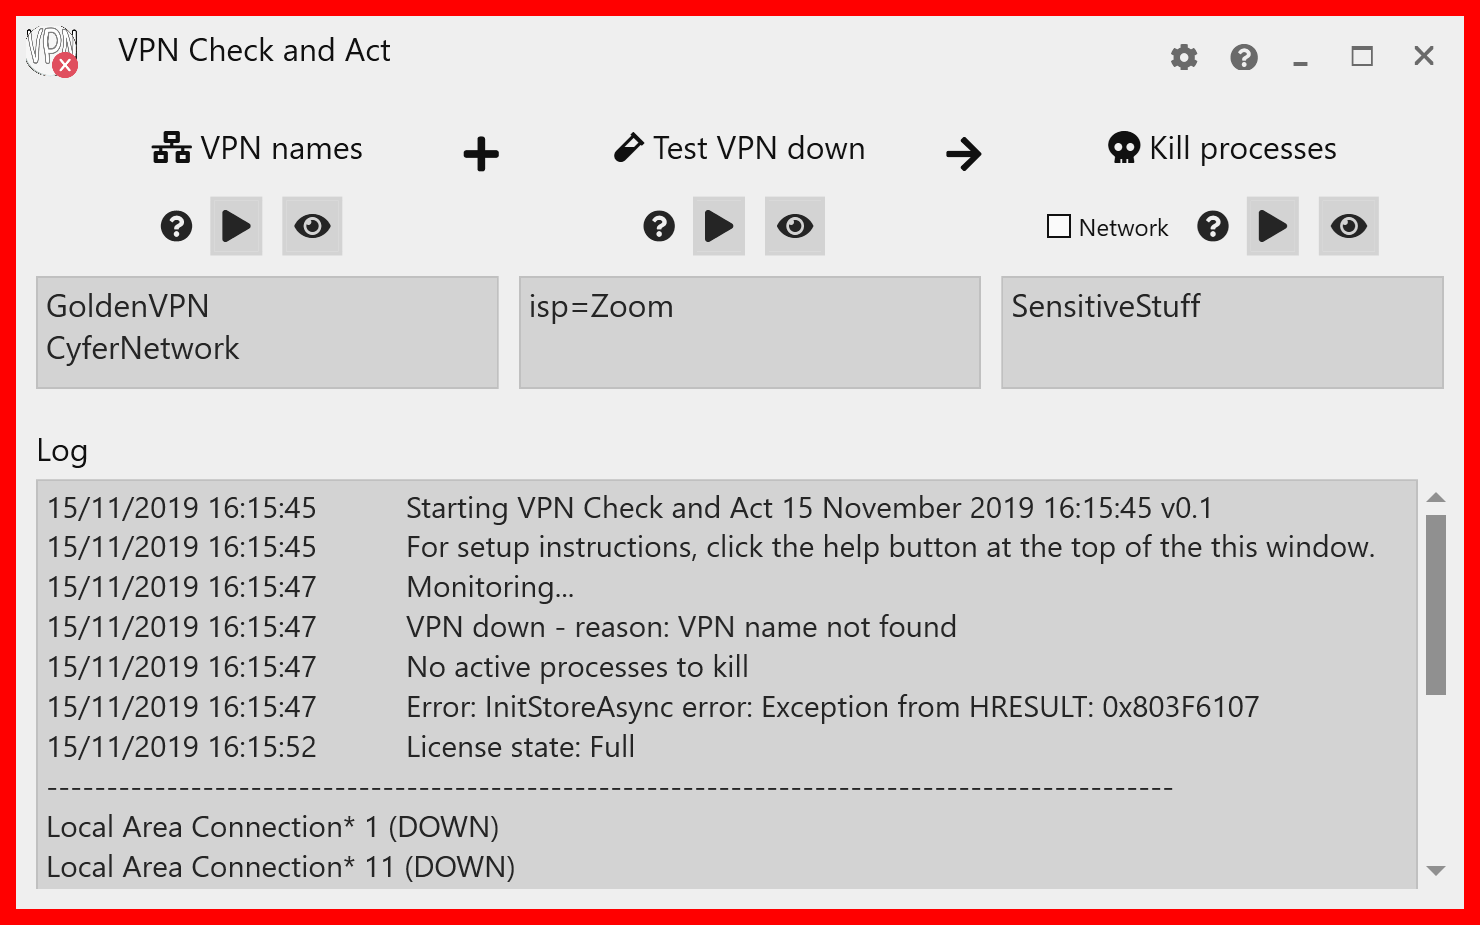 VPN
VPN Check and Act
VPN names
Test VPN down
Kill processes
Network
GoldenVPN
CyferNetwork
isp=Zoom
SensitiveStuff
Log
15/11/2019 16:15:45 Starting VPN Check and Act 15 November 2019 16:15:45 v0.1
15/11/2019 16:15:45 For setup instructions, click the help button at the top of the this window.
15/11/2019 16:15:47 Monitoring...
15/11/2019 16:15:47 VPN down - reason: VPN name not found
15/11/2019 16:15:47 No active processes to kill
15/11/2019 16:15:47 Error: InitStoreAsync error: Exception from HRESULT: 0x803F6107
15/11/2019 16:15:52 License state: Full
----------------------------------------------------------------------------------------------
Local Area Connection* 1 (DOWN)
Local Area Connection* 11 (DOWN)